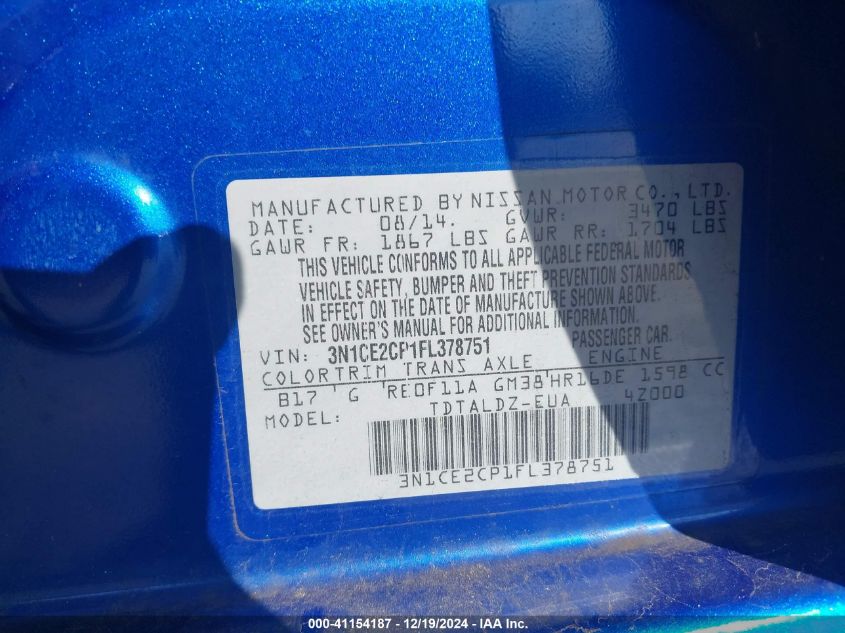 MANUFACTURED BY NISSAN MOTOR CO., LTD.
DATE: 08/14. GVWR: 3470 LBS
GAWR FR: 1867 LBS GAWR RR: 1704 LBS
THIS VEHICLE CONFORMS TO ALL APPLICABLE FEDERAL MOTOR
VEHICLE SAFETY, BUMPER AND THEFT PREVENTION STANDARDS
IN EFFECT ON THE DATE OF MANUFACTURE SHOWN ABOVE.
SEE OWNER'S MANUAL FOR ADDITIONAL INFORMATION.
VIN: 3N1CE2CP1FL378751 PASSENGER CAR.
COLORTRIM TRANS AXLE ENGINE
B17 G RE0F11A GM38 HR16DE 1598 CC
MODEL: TDTALDZ-EUA 4Z000
3N1CE2CP1FL378751
000-41154187 - 12/19/2024 - IAA Inc.